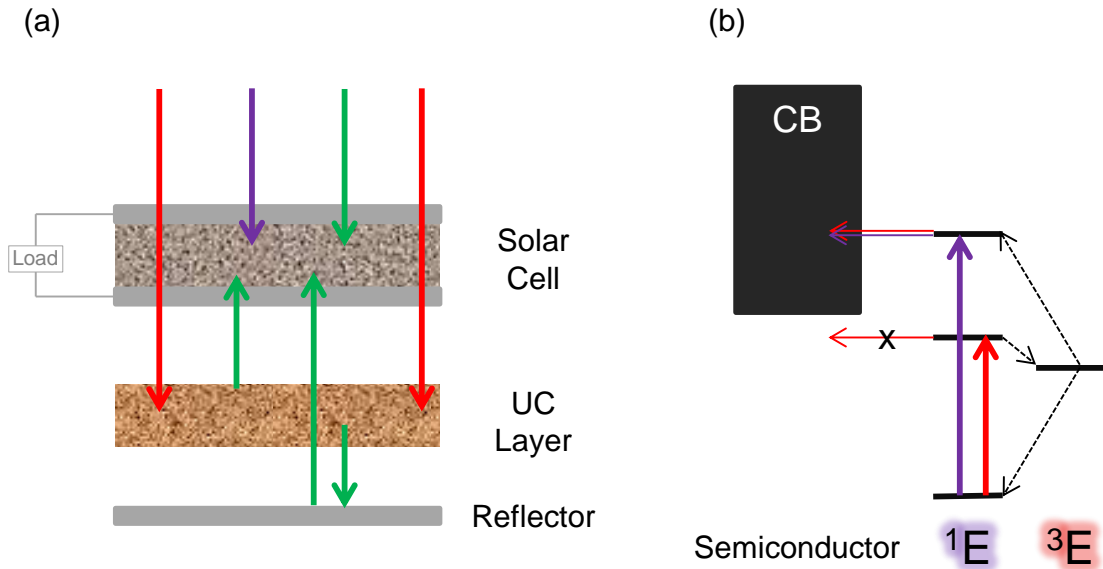 (a)
(b)
CB
Load
Solar
Cell
UC
Layer
Reflector
x
Semiconductor
¹E
³E